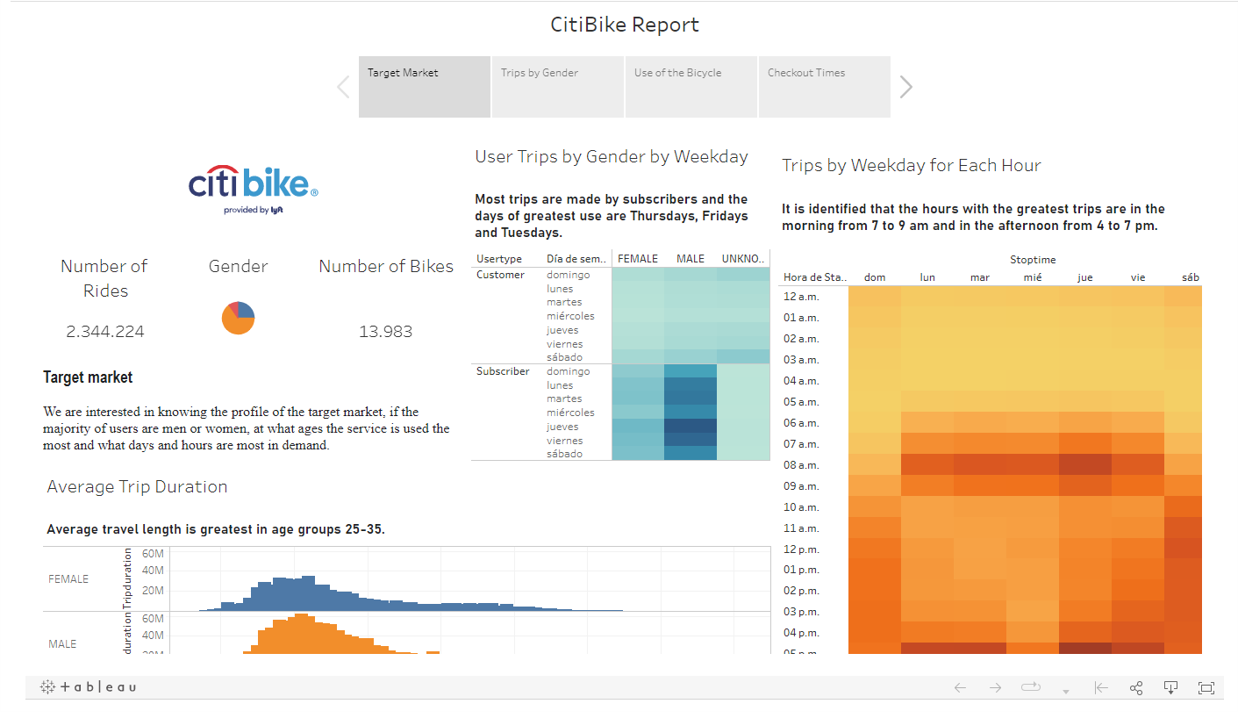 CitiBike Report
Target Market
Trips by Gender
Use of the Bicycle
Checkout Times
citi bike®
provided by lyft
Number of
Rides
2.344.224
Gender
Number of Bikes
13.983
Target market
We are interested in knowing the profile of the target market, if the
majority of users are men or women, at what ages the service is used the
most and what days and hours are most in demand.
User Trips by Gender by Weekday
Most trips are made by subscribers and the
days of greatest use are Thursdays, Fridays
and Tuesdays.
Usertype Día de sem.. FEMALE MALE UNKNO..
Customer domingo
lunes
martes
miércoles
jueves
viernes
sábado
Subscriber domingo
lunes
martes
miércoles
jueves
viernes
sábado
Trips by Weekday for Each Hour
It is identified that the hours with the greatest trips are in the
morning from 7 to 9 am and in the afternoon from 4 to 7 pm.
Stoptime
Hora de Sta.. dom lun mar mié jue vie sáb
12 a.m.
01 a.m.
02 a.m.
03 a.m.
04 a.m.
05 a.m.
06 a.m.
07 a.m.
08 a.m.
09 a.m.
10 a.m.
11 a.m.
12 p.m.
01 p.m.
02 p.m.
03 p.m.
04 p.m.
05 p.m.
Average Trip Duration
Average travel length is greatest in age groups 25-35.
FEMALE
Tripduration
60M
40M
20M
MALE
duration
60M
40M
20M
+ableau